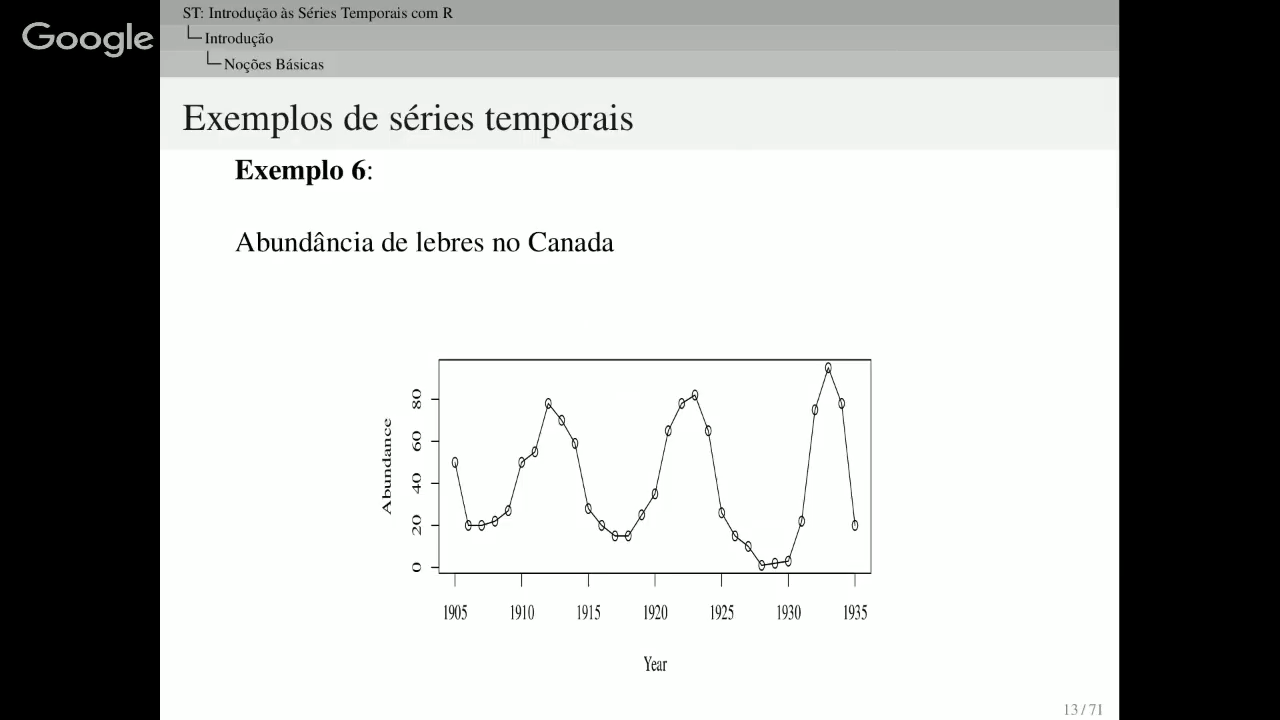 Google
ST: Introdução às Séries Temporais com R
Introdução
Noções Básicas
Exemplos de séries temporais
Exemplo 6:
Abundância de lebres no Canada
Abundance
80
60
40
20
0
1905 1910 1915 1920 1925 1930 1935
Year
13 / 71